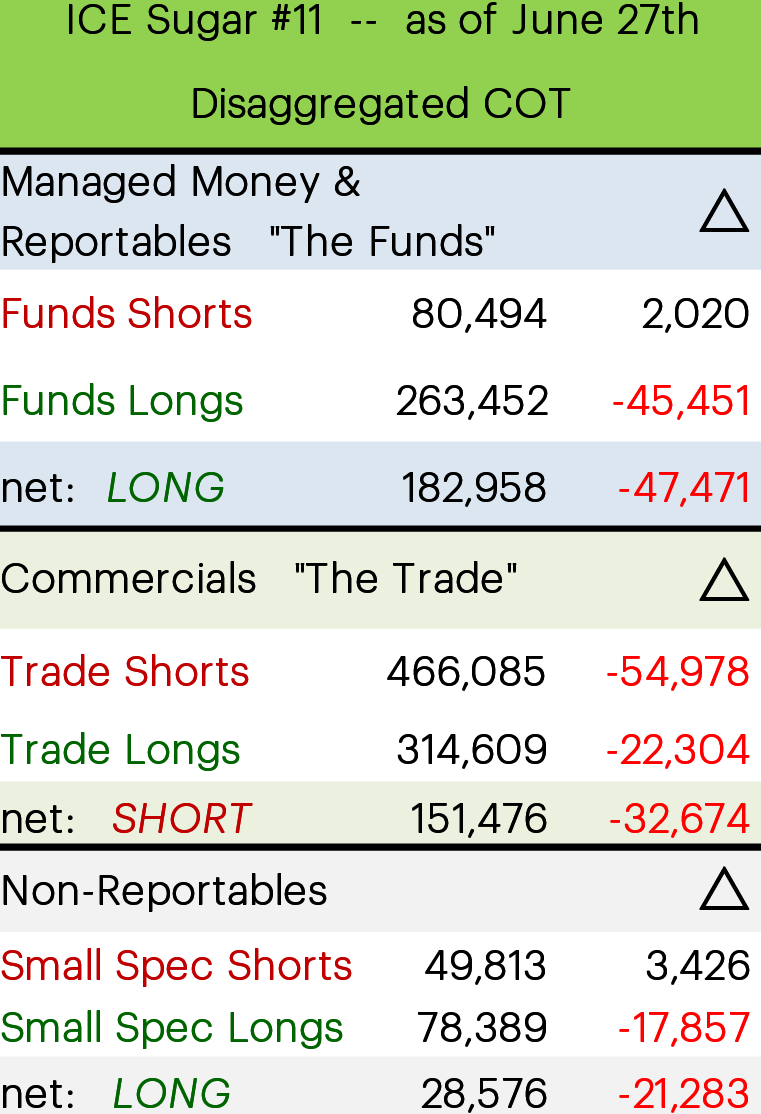 ICE Sugar #11 -- as of June 27th
Disaggregated COT
Managed Money &
Reportables "The Funds" △
Funds Shorts 80,494 2,020
Funds Longs 263,452 -45,451
net: LONG 182,958 -47,471
Commercials "The Trade" △
Trade Shorts 466,085 -54,978
Trade Longs 314,609 -22,304
net: SHORT 151,476 -32,674
Non-Reportables △
Small Spec Shorts 49,813 3,426
Small Spec Longs 78,389 -17,857
net: LONG 28,576 -21,283